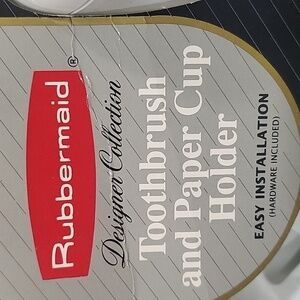 Rubbermaid®
Designer Collection
Toothbrush
and Paper Cup
Holder
EASY INSTALLATION
(HARDWARE INCLUDED)